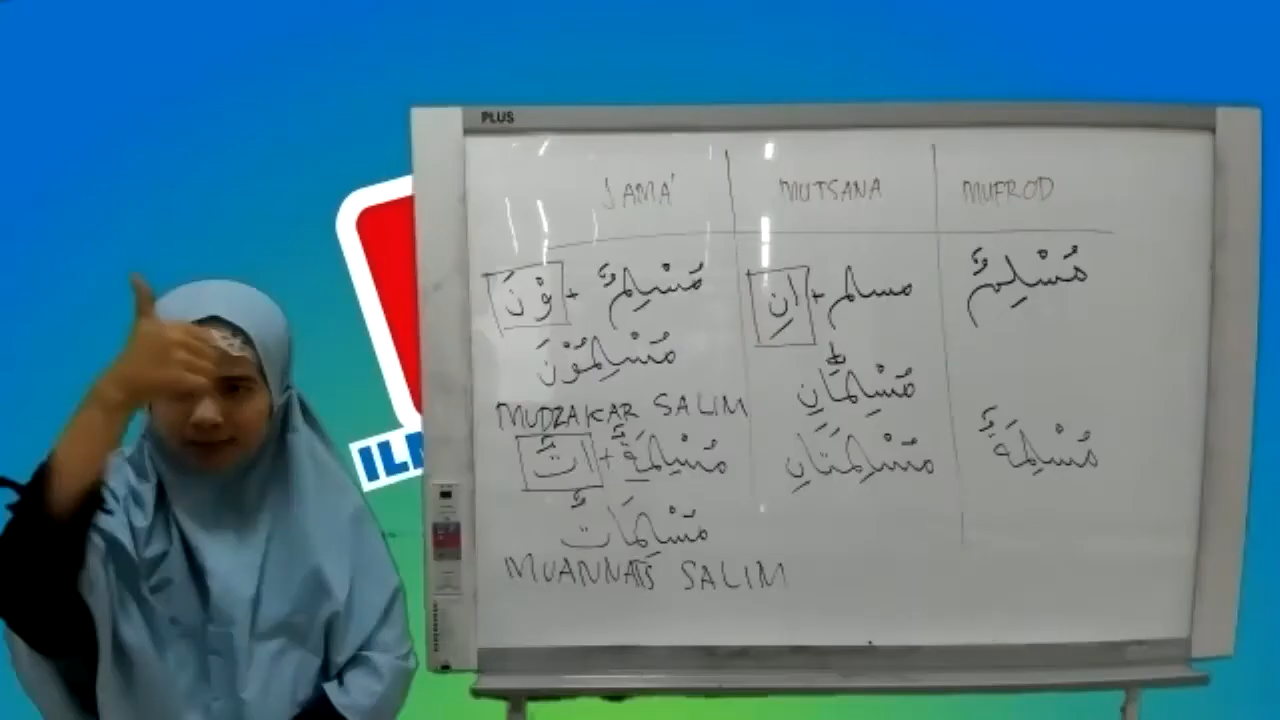 PLUS
JAMA' MUTSANA MUFROD
مُسْلِمٌ مسلم + انِ مُسْلِمٌ + وْنَ
مُسْلِمَانِ مُسْلِمُوْنَ
MUDZAKAR SALIM
مُسْلِمَةٌ مُسْلِمَتَانِ مُسْلِمَةٌ + اتٌ
مُسْلِمَاتٌ
MUANNATS SALIM